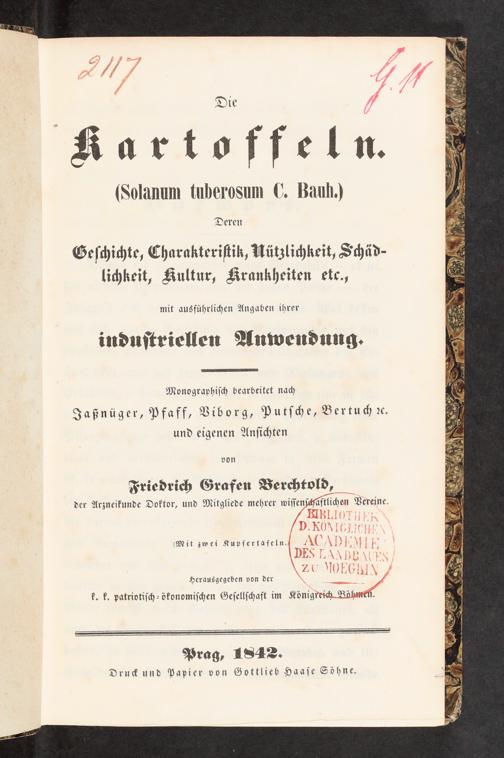 2117
G. 11
Die
Kartoffeln.
(Solanum tuberosum C. Bauh.)
Deren
Geschichte, Charakteristik, Nützlichkeit, Schäd-
lichkeit, Kultur, Krankheiten etc.,
mit ausführlichen Angaben ihrer
industriellen Anwendung.
Monographisch bearbeitet nach
Jaßnüger, Pfaff, Viborg, Putsche, Bertuch ꝛc.
und eigenen Ansichten
von
Friedrich Grafen Berchtold,
der Arzneikunde Doktor, und Mitgliede mehrer wissenschaftlichen Vereine.
(Mit zwei Kupfertafeln.)
BIBLIOTHEK
D. KONIGLICHEN
ACADEMIE
DES LANDBAUES
ZU MOEGLIN
Herausgegeben von der
k. k. patriotisch-ökonomischen Gesellschaft im Königreich Böhmen.
Prag, 1842.
Druck und Papier von Gottlieb Haase Söhne.